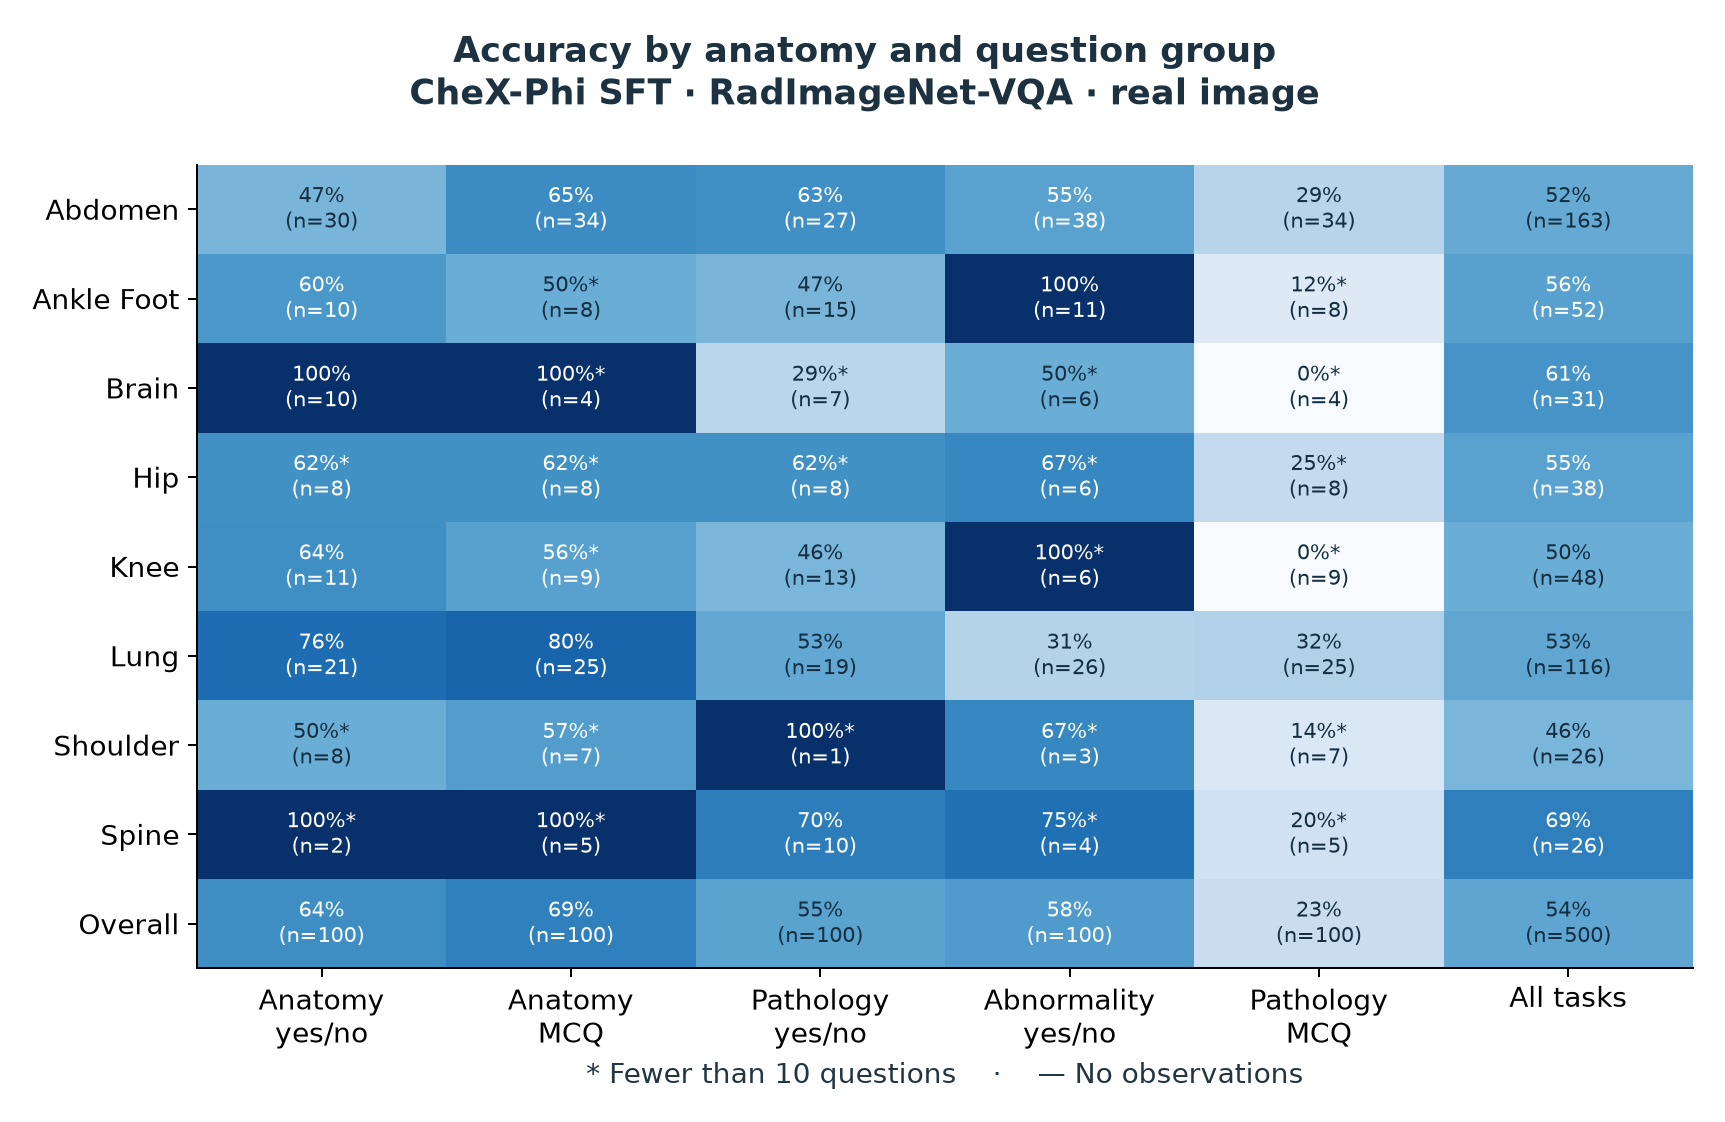 Accuracy by anatomy and question group
CheX-Phi SFT · RadImageNet-VQA · real image
Abdomen 47% 65% 63% 55% 29% 52%
(n=30) (n=34) (n=27) (n=38) (n=34) (n=163)
Ankle Foot 60% 50%* 47% 100% 12%* 56%
(n=10) (n=8) (n=15) (n=11) (n=8) (n=52)
Brain 100% 100%* 29%* 50%* 0%* 61%
(n=10) (n=4) (n=7) (n=6) (n=4) (n=31)
Hip 62%* 62%* 62%* 67%* 25%* 55%
(n=8) (n=8) (n=8) (n=6) (n=8) (n=38)
Knee 64% 56%* 46% 100%* 0%* 50%
(n=11) (n=9) (n=13) (n=6) (n=9) (n=48)
Lung 76% 80% 53% 31% 32% 53%
(n=21) (n=25) (n=19) (n=26) (n=25) (n=116)
Shoulder 50%* 57%* 100%* 67%* 14%* 46%
(n=8) (n=7) (n=1) (n=3) (n=7) (n=26)
Spine 100%* 100%* 70% 75%* 20%* 69%
(n=2) (n=5) (n=10) (n=4) (n=5) (n=26)
Overall 64% 69% 55% 58% 23% 54%
(n=100) (n=100) (n=100) (n=100) (n=100) (n=500)
Anatomy Anatomy Pathology Abnormality Pathology All tasks
yes/no MCQ yes/no yes/no MCQ
* Fewer than 10 questions · — No observations